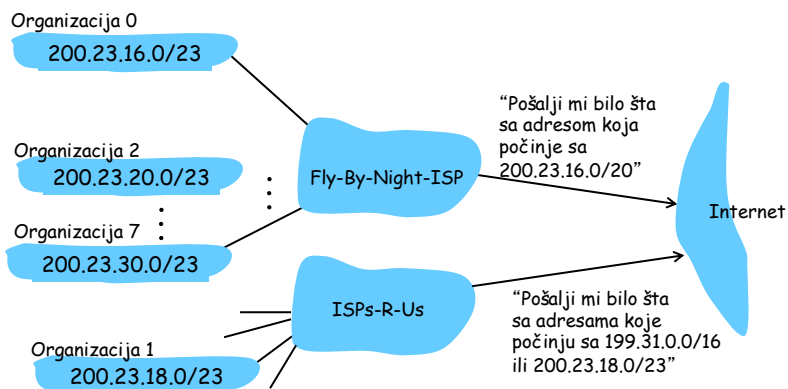 Organizacija 0
200.23.16.0/23
Organizacija 2
200.23.20.0/23
Organizacija 7
200.23.30.0/23
Organizacija 1
200.23.18.0/23
Fly-By-Night-ISP
ISPs-R-Us
“Pošalji mi bilo šta
sa adresom koja
počinje sa
200.23.16.0/20”
“Pošalji mi bilo šta
sa adresama koje
počinju sa 199.31.0.0/16
ili 200.23.18.0/23”
Internet